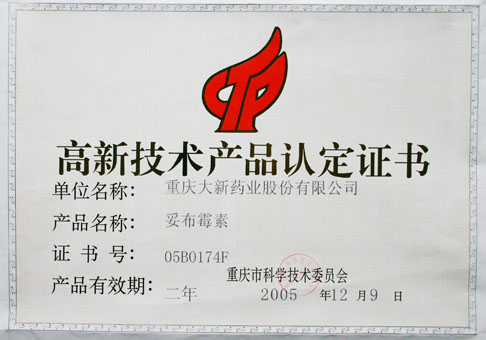 CTP
高新技术产品认定证书
单位名称： 重庆大新药业股份有限公司
产品名称： 妥布霉素
证 书 号： 05B0174F
产品有效期： 二年
重庆市科学技术委员会
2005 年12 月 9 日